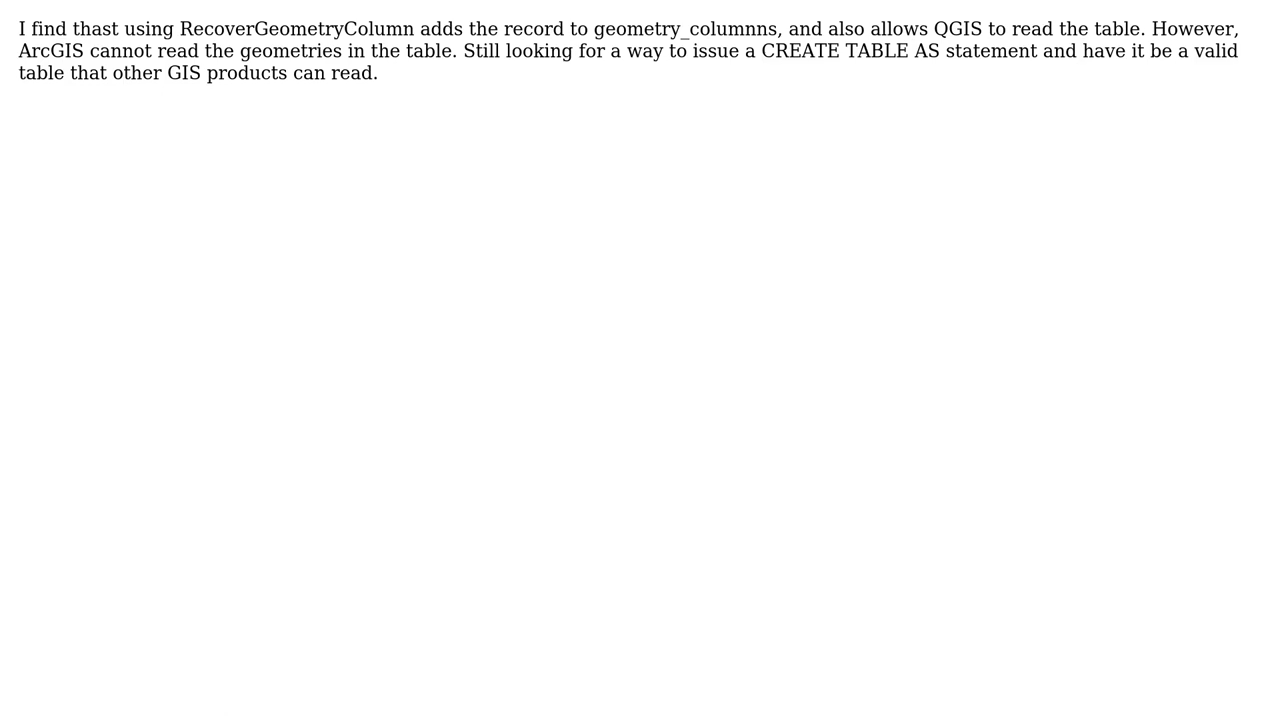 I find thast using RecoverGeometryColumn adds the record to geometry_columnns, and also allows QGIS to read the table. However,
ArcGIS cannot read the geometries in the table. Still looking for a way to issue a CREATE TABLE AS statement and have it be a valid
table that other GIS products can read.